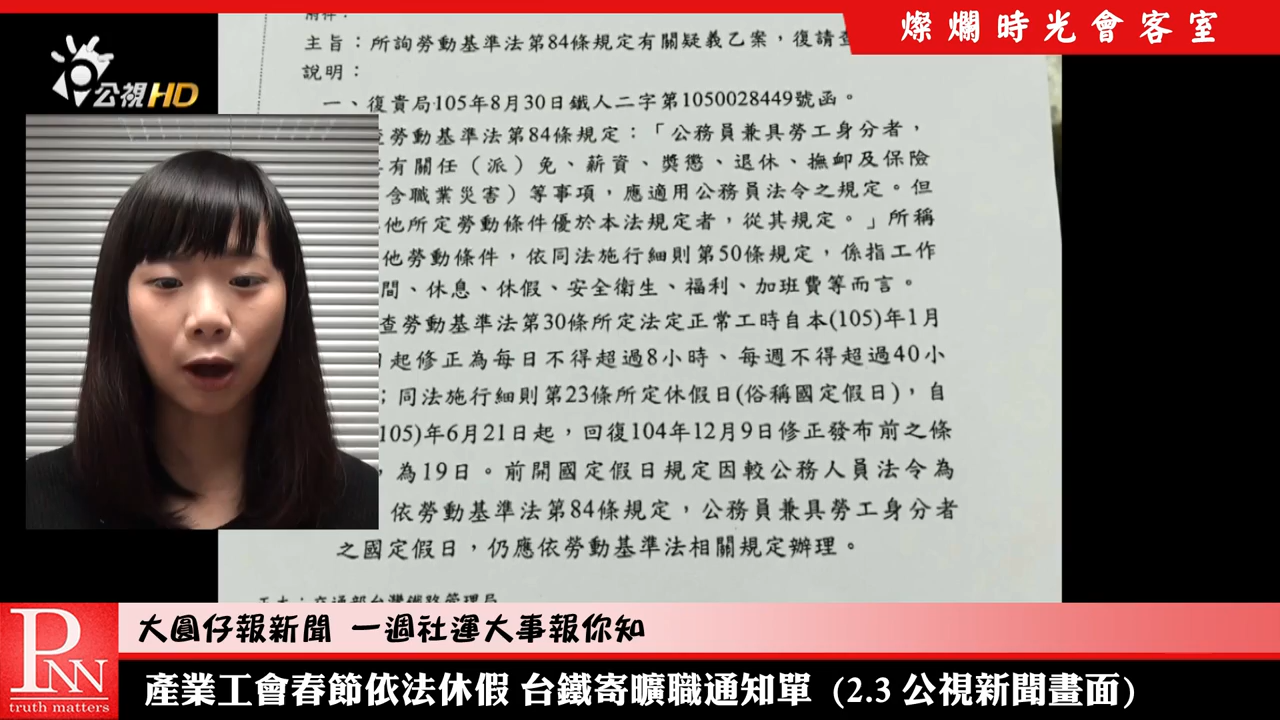 燦爛時光會客室
公視HD
附件：
主旨：所詢勞動基準法第84條規定有關疑義乙案，復請查
說明：
一、復貴局105年8月30日鐵人二字第1050028449號函。
查勞動基準法第84條規定：「公務員兼具勞工身分者，
有關任（派）免、薪資、獎懲、退休、撫卹及保險
含職業災害）等事項，應適用公務員法令之規定。但
他所定勞動條件優於本法規定者，從其規定。」所稱
他勞動條件，依同法施行細則第50條規定，係指工作
間、休息、休假、安全衛生、福利、加班費等而言。
查勞動基準法第30條所定法定正常工時自本(105)年1月
日起修正為每日不得超過8小時、每週不得超過40小
；同法施行細則第23條所定休假日(俗稱國定假日)，自
105)年6月21日起，回復104年12月9日修正發布前之條
，為19日。前開國定假日規定因較公務人員法令為
依勞動基準法第84條規定，公務員兼具勞工身分者
之國定假日，仍應依勞動基準法相關規定辦理。
正本：交通部台灣鐵路管理局
PNN
truth matters
大圓仔報新聞 一週社運大事報你知
產業工會春節依法休假 台鐵寄曠職通知單 (2.3 公視新聞畫面)